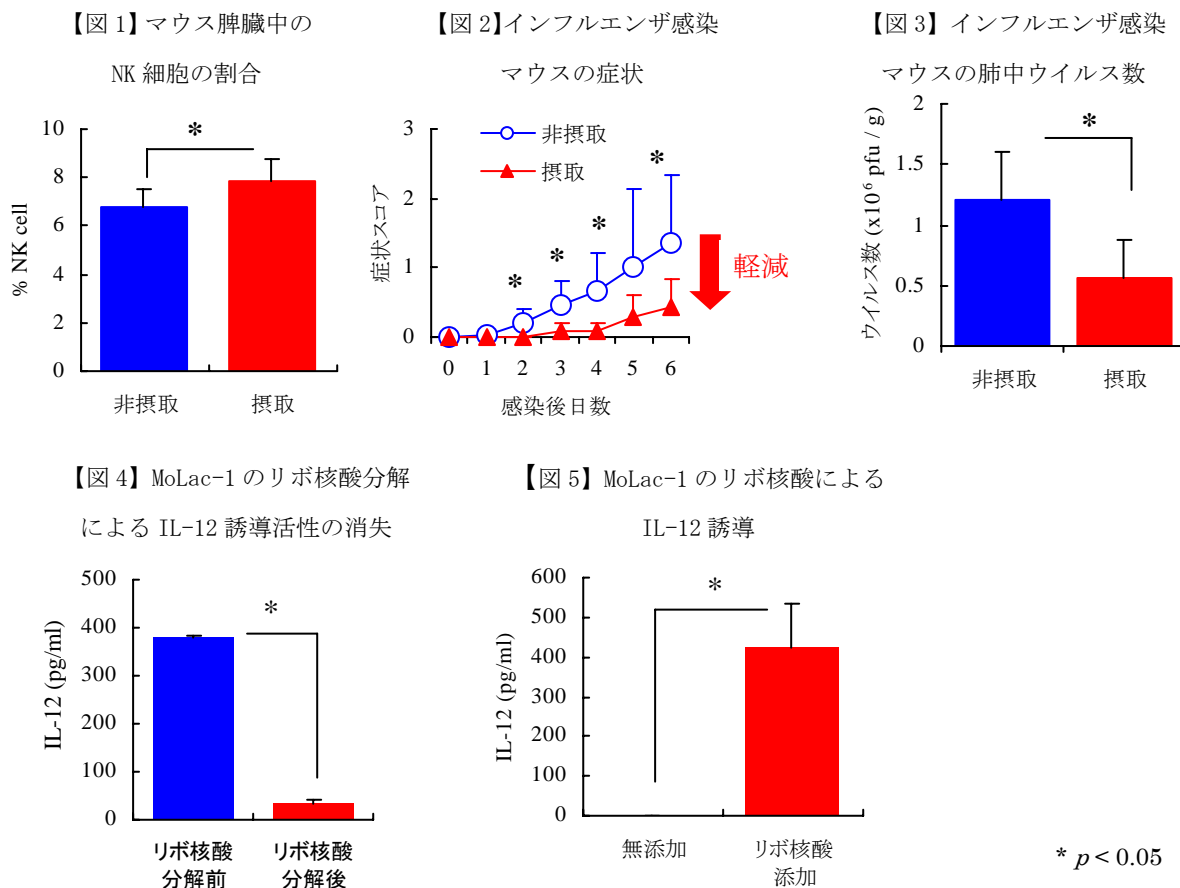 【図 1】マウス脾臓中の
NK 細胞の割合
% NK cell
10
8
6
4
2
0
*
非摂取
摂取
【図 2】インフルエンザ感染
マウスの症状
症状スコア
3
2
1
0
非摂取
摂取
*
*
*
*
軽減
0 1 2 3 4 5 6
感染後日数
【図 3】インフルエンザ感染
マウスの肺中ウイルス数
ウイルス数 (x10⁶ pfu / g)
2
1.5
1
0.5
0
*
非摂取
摂取
【図 4】MoLac-1 のリボ核酸分解
による IL-12 誘導活性の消失
IL-12 (pg/ml)
500
400
300
200
100
0
*
リボ核酸
分解前
リボ核酸
分解後
【図 5】MoLac-1 のリボ核酸による
IL-12 誘導
IL-12 (pg/ml)
600
500
400
300
200
100
0
*
無添加
リボ核酸
添加
* p < 0.05